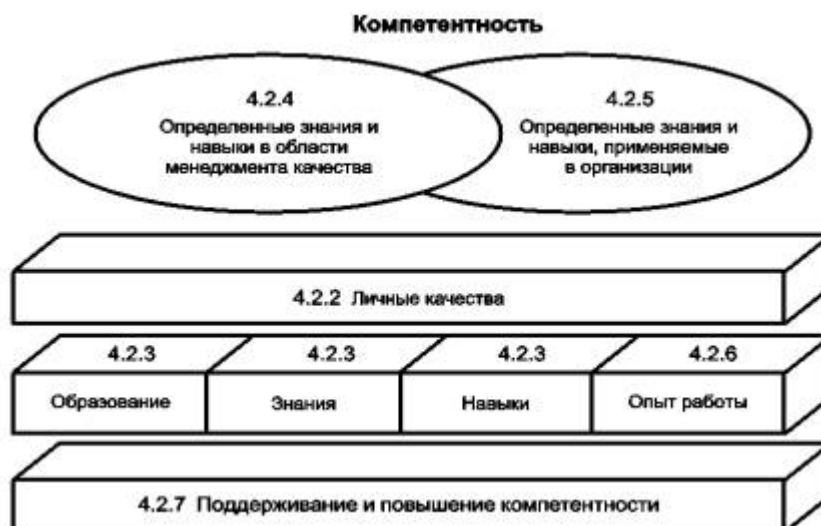 Компетентность
4.2.4
Определенные знания и
навыки в области
менеджмента качества
4.2.5
Определенные знания и
навыки, применяемые
в организации
4.2.2 Личные качества
4.2.3
4.2.3
4.2.3
4.2.6
Образование
Знания
Навыки
Опыт работы
4.2.7 Поддерживание и повышение компетентности